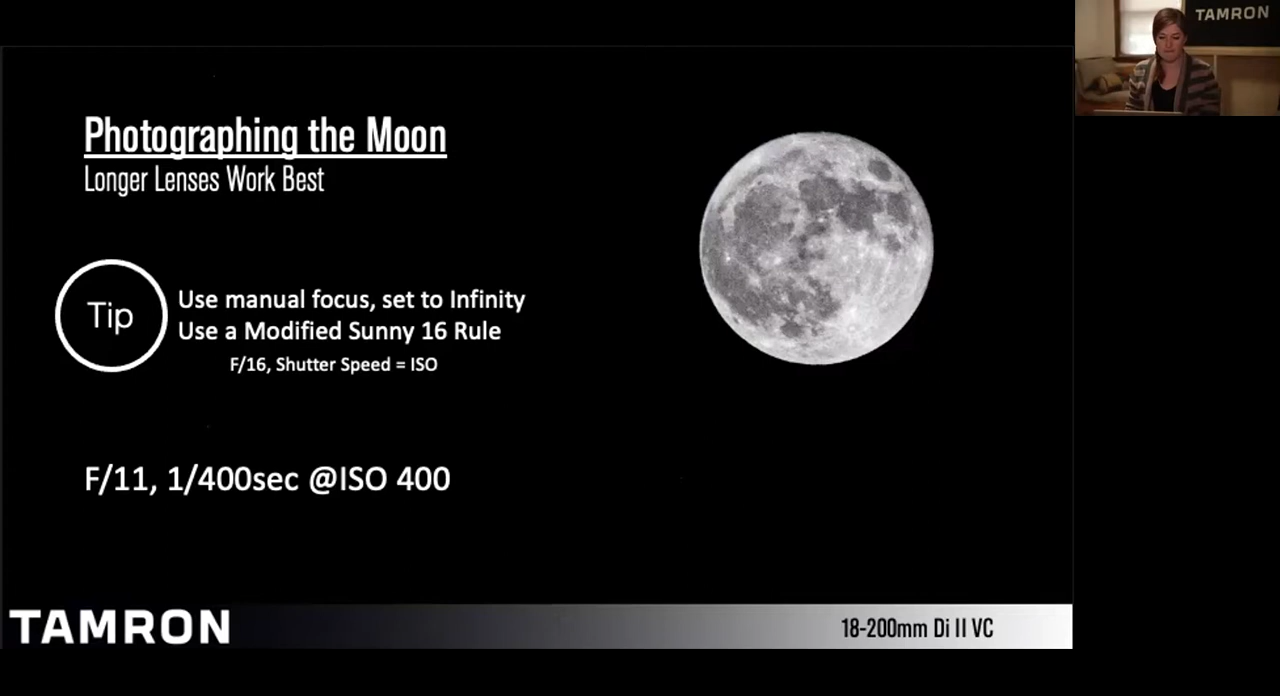 TAMRON
Photographing the Moon
Longer Lenses Work Best
Tip
Use manual focus, set to Infinity
Use a Modified Sunny 16 Rule
F/16, Shutter Speed = ISO
F/11, 1/400sec @ISO 400
TAMRON
18-200mm Di II VC